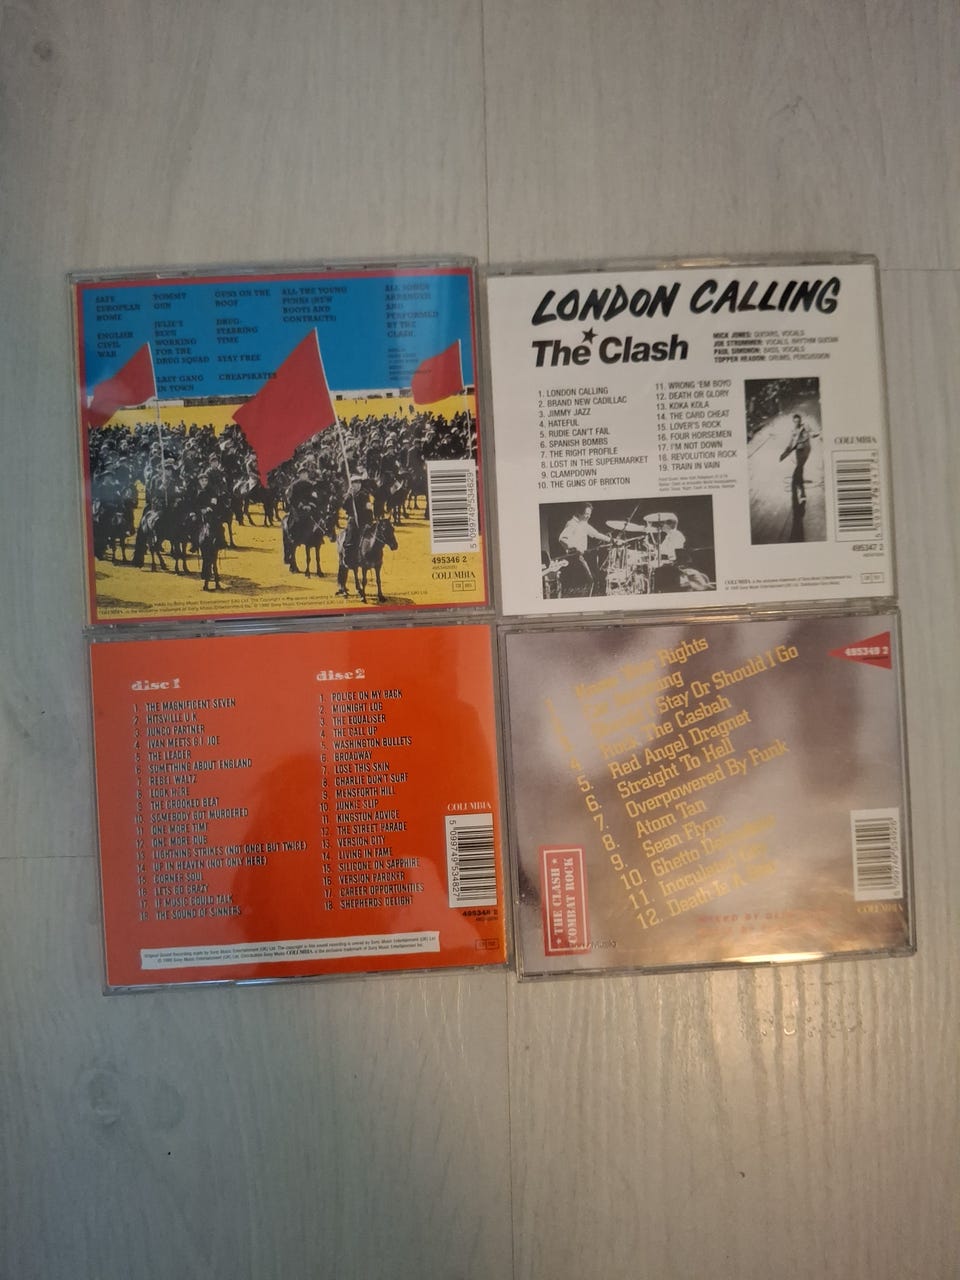 SAFE
EUROPEAN
HOME
ENGLISH
CIVIL
WAR
TOMMY
GUN
JULIE'S
BEEN
WORKING
FOR THE
DRUG SQUAD
LAST GANG
IN TOWN
GUNS ON THE
ROOF
DRUG-
STABBING
TIME
STAY FREE
CHEAPSKATES
ALL THE YOUNG
PUNKS (NEW
BOOTS AND
CONTRACTS)
ALL SONGS
ARRANGED
AND
PERFORMED
BY THE
CLASH.
5 099749 534629
495346 2
COLUMBIA
LONDON CALLING
The Clash
MICK JONES: GUITARS, VOCALS
JOE STRUMMER: VOCALS, RHYTHM GUITAR
PAUL SIMONON: BASS, VOCALS
TOPPER HEADON: DRUMS, PERCUSSION
1. LONDON CALLING
2. BRAND NEW CADILLAC
3. JIMMY JAZZ
4. HATEFUL
5. RUDIE CAN'T FAIL
6. SPANISH BOMBS
7. THE RIGHT PROFILE
8. LOST IN THE SUPERMARKET
9. CLAMPDOWN
10. THE GUNS OF BRIXTON
11. WRONG 'EM BOYO
12. DEATH OR GLORY
13. KOKA KOLA
14. THE CARD CHEAT
15. LOVER'S ROCK
16. FOUR HORSEMEN
17. I'M NOT DOWN
18. REVOLUTION ROCK
19. TRAIN IN VAIN
COLUMBIA
495347 2
disc 1
1. THE MAGNIFICENT SEVEN
2. HITSVILLE U.K
3. JUNCO PARTNER
4. IVAN MEETS G.I. JOE
5. THE LEADER
6. SOMETHING ABOUT ENGLAND
7. REBEL WALTZ
8. LOOK HERE
9. THE CROOKED BEAT
10. SOMEBODY GOT MURDERED
11. ONE MORE TIME
12. ONE MORE DUB
13. LIGHTNING STRIKES (NOT ONCE BUT TWICE)
14. UP IN HEAVEN (NOT ONLY HERE)
15. CORNER SOUL
16. LETS GO CRAZY
17. IF MUSIC COULD TALK
18. THE SOUND OF SINNERS
disc 2
1. POLICE ON MY BACK
2. MIDNIGHT LOG
3. THE EQUALISER
4. THE CALL UP
5. WASHINGTON BULLETS
6. BROADWAY
7. LOSE THIS SKIN
8. CHARLIE DON'T SURF
9. MENSFORTH HILL
10. JUNKIE SLIP
11. KINGSTON ADVICE
12. THE STREET PARADE
13. VERSION CITY
14. LIVING IN FAME
15. SILICONE ON SAPPHIRE
16. VERSION PARDNER
17. CAREER OPPORTUNITIES
18. SHEPHERDS DELIGHT
COLUMBIA
5 099749 534827
495348 2
495349 2
Your Rights
Stay Or Should I Go
Rock The Casbah
5. Red Angel Dragnet
6. Straight To Hell
7. Overpowered By Funk
8. Atom Tan
9. Sean Flynn
10. Ghetto
11.
12. Death Is A
THE CLASH
COMBAT ROCK
COLUMBIA